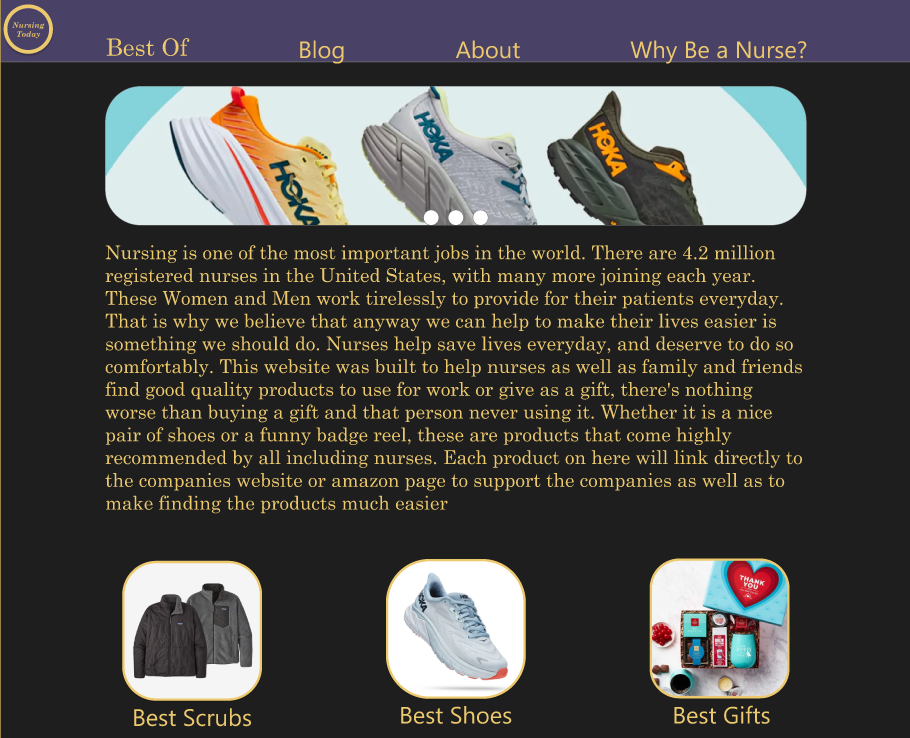 Nursing
Today
Best Of
Blog
About
Why Be a Nurse?
HOKA
HOKA
HOKA
Nursing is one of the most important jobs in the world. There are 4.2 million
registered nurses in the United States, with many more joining each year.
These Women and Men work tirelessly to provide for their patients everyday.
That is why we believe that anyway we can help to make their lives easier is
something we should do. Nurses help save lives everyday, and deserve to do so
comfortably. This website was built to help nurses as well as family and friends
find good quality products to use for work or give as a gift, there's nothing
worse than buying a gift and that person never using it. Whether it is a nice
pair of shoes or a funny badge reel, these are products that come highly
recommended by all including nurses. Each product on here will link directly to
the companies website or amazon page to support the companies as well as to
make finding the products much easier
HOKA
THANK
YOU
Best Scrubs
Best Shoes
Best Gifts